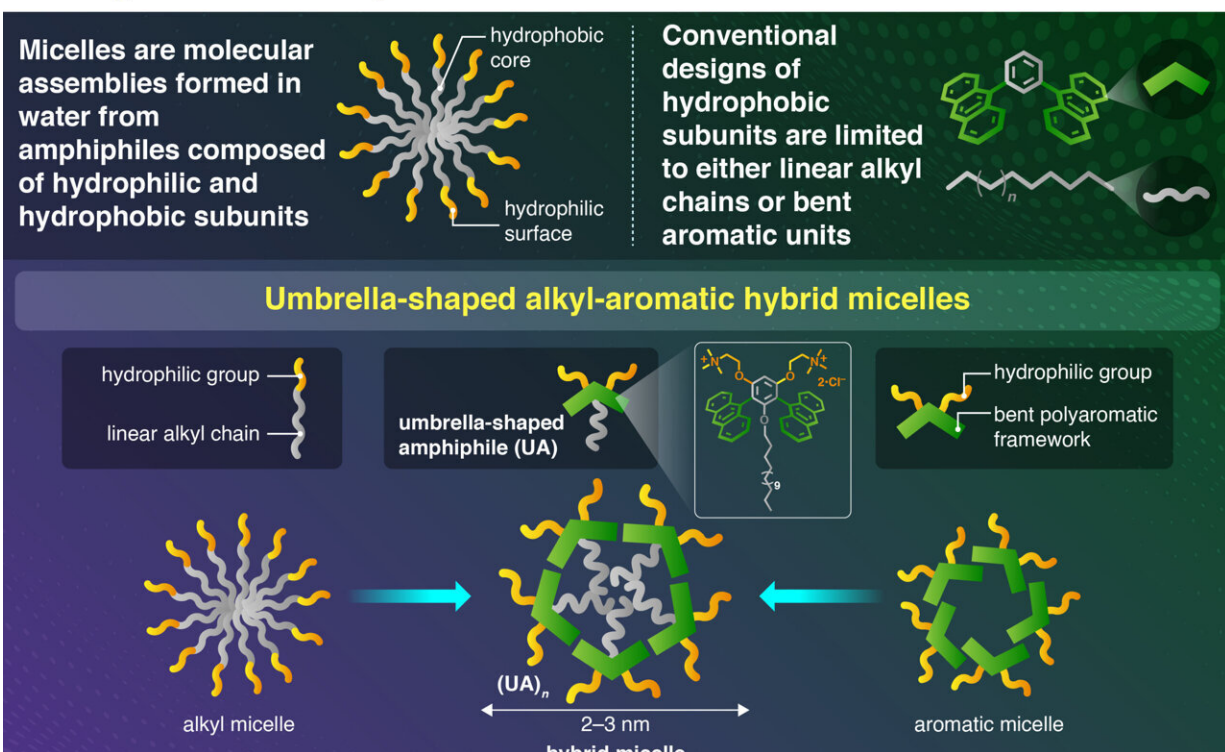 Micelles are molecular
assemblies formed in
water from
amphiphiles composed
of hydrophilic and
hydrophobic subunits
hydrophobic
core
hydrophilic
surface
Conventional
designs of
hydrophobic
subunits are limited
to either linear alkyl
chains or bent
aromatic units
n
Umbrella-shaped alkyl-aromatic hybrid micelles
hydrophilic group
linear alkyl chain
umbrella-shaped
amphiphile (UA)
+N
N+
2·Cl–
O
O
O
9
hydrophilic group
bent polyaromatic
framework
(UA)n
alkyl micelle
2–3 nm
hybrid micelle
aromatic micelle